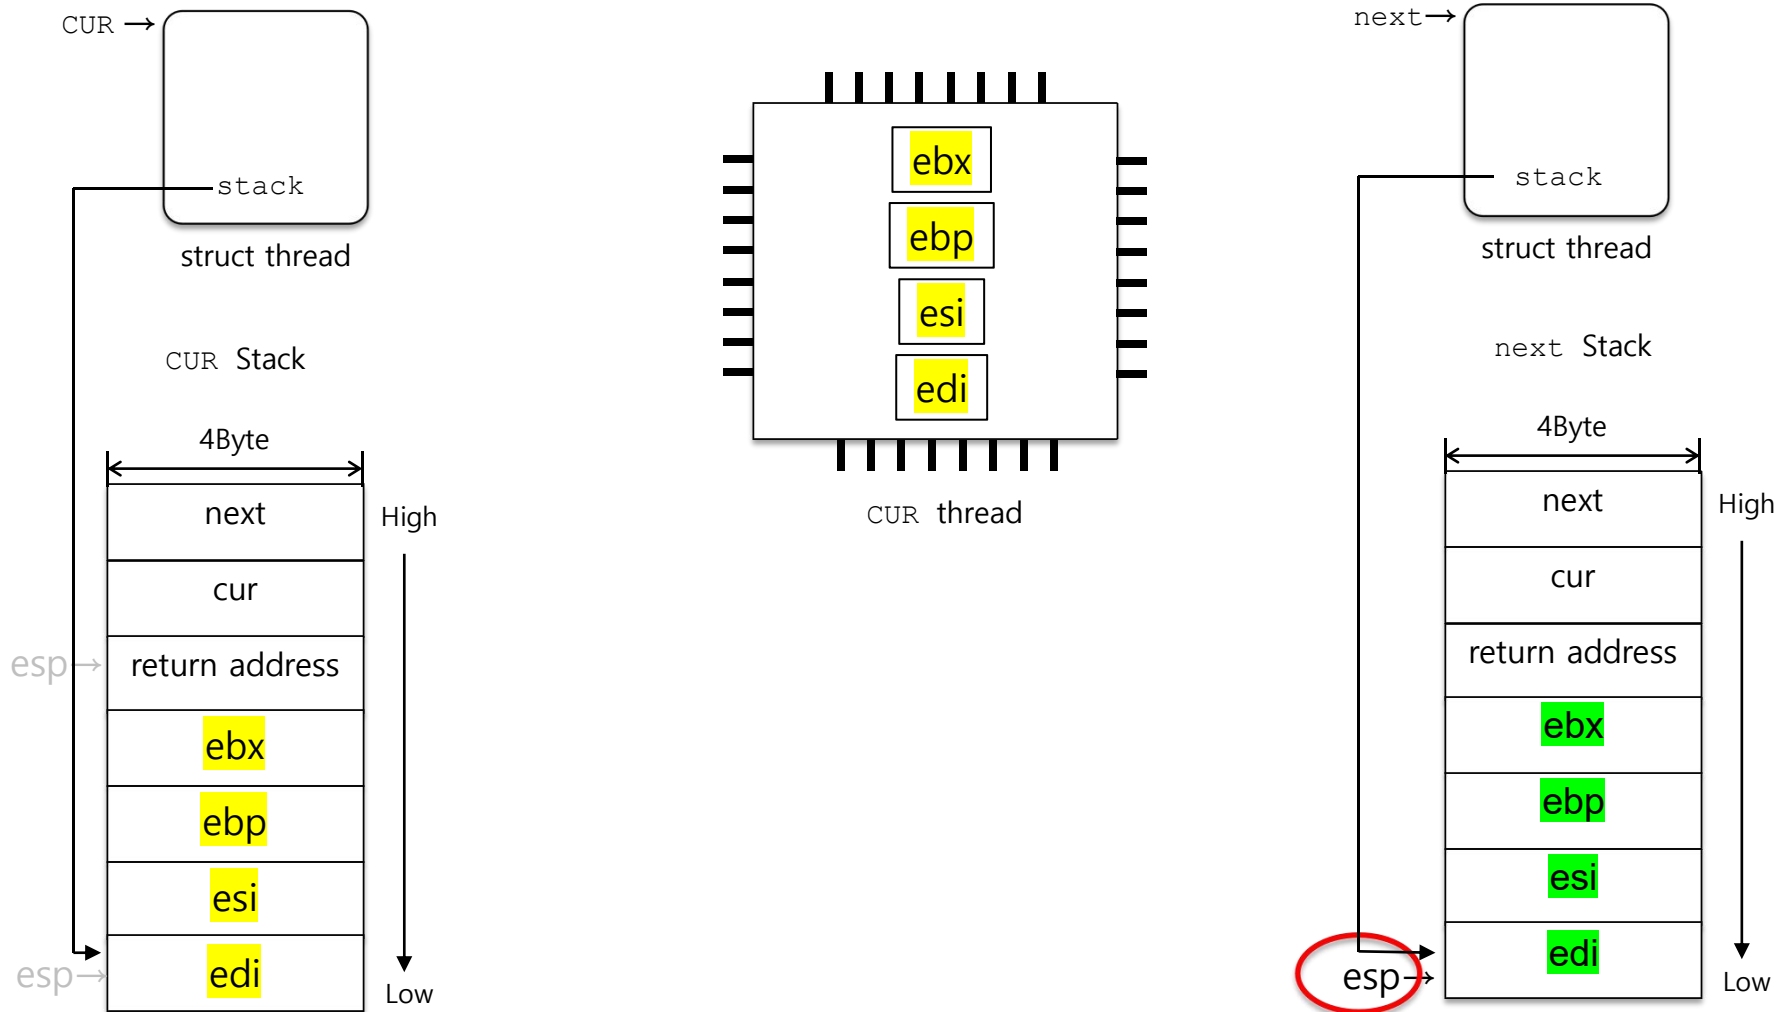 CUR →
stack
struct thread
CUR Stack
4Byte
next
cur
esp→
return address
ebx
ebp
esi
esp→
edi
High
Low
ebx
ebp
esi
edi
CUR thread
next→
stack
struct thread
next Stack
4Byte
next
cur
return address
ebx
ebp
esi
edi
esp→
High
Low